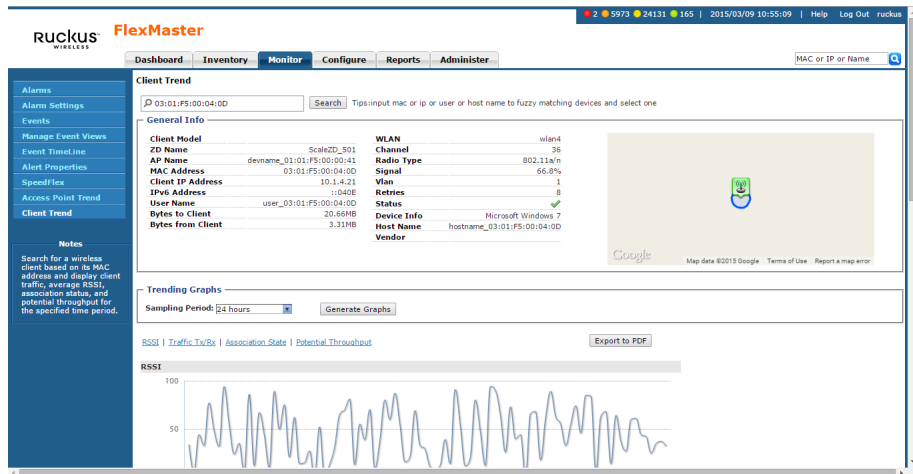 2 5973 24131 165 | 2015/03/09 10:55:09 | Help Log Out ruckus
RUCKUS WIRELESS
FlexMaster
Dashboard Inventory Monitor Configure Reports Administer
MAC or IP or Name
Alarms
Alarm Settings
Events
Manage Event Views
Event TimeLine
Alert Properties
SpeedFlex
Access Point Trend
Client Trend
Notes
Search for a wireless
client based on its MAC
address and display client
traffic, average RSSI,
association status, and
potential throughput for
the specified time period.
Client Trend
03:01:F5:00:04:0D Search Tips:input mac or ip or user or host name to fuzzy matching devices and select one
General Info
Client Model
ZD Name ScaleZD_501
AP Name devname_01:01:F5:00:00:41
MAC Address 03:01:F5:00:04:0D
Client IP Address 10.1.4.21
IPv6 Address ::040E
User Name user_03:01:F5:00:04:0D
Bytes to Client 20.66MB
Bytes from Client 3.31MB
WLAN wlan4
Channel 36
Radio Type 802.11a/n
Signal 66.8%
Vlan 1
Retries 8
Status
Device Info Microsoft Windows 7
Host Name hostname_03:01:F5:00:04:0D
Vendor
Google Map data ©2015 Google Terms of Use Report a map error
Trending Graphs
Sampling Period: 24 hours Generate Graphs
RSSI | Traffic Tx/Rx | Association State | Potential Throughput Export to PDF
RSSI
100
50